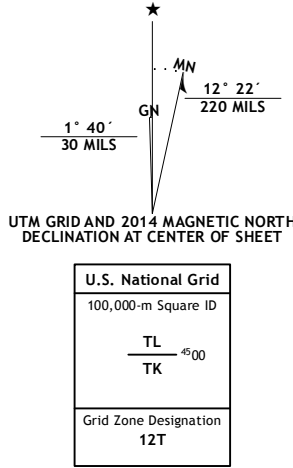 ★
MN
12° 22´
220 MILS
GN
1° 40´
30 MILS
UTM GRID AND 2014 MAGNETIC NORTH
DECLINATION AT CENTER OF SHEET
U.S. National Grid
100,000-m Square ID
TL
4500
TK
Grid Zone Designation
12T